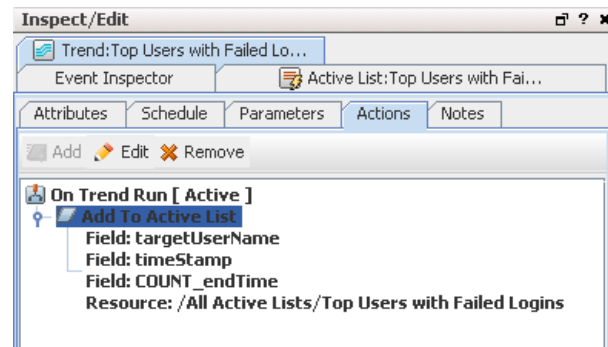 Inspect/Edit
Trend:Top Users with Failed Lo...
Event Inspector
Active List:Top Users with Fai...
Attributes
Schedule
Parameters
Actions
Notes
Add
Edit
Remove
On Trend Run [ Active ]
Add To Active List
Field: targetUserName
Field: timeStamp
Field: COUNT_endTime
Resource: /All Active Lists/Top Users with Failed Logins